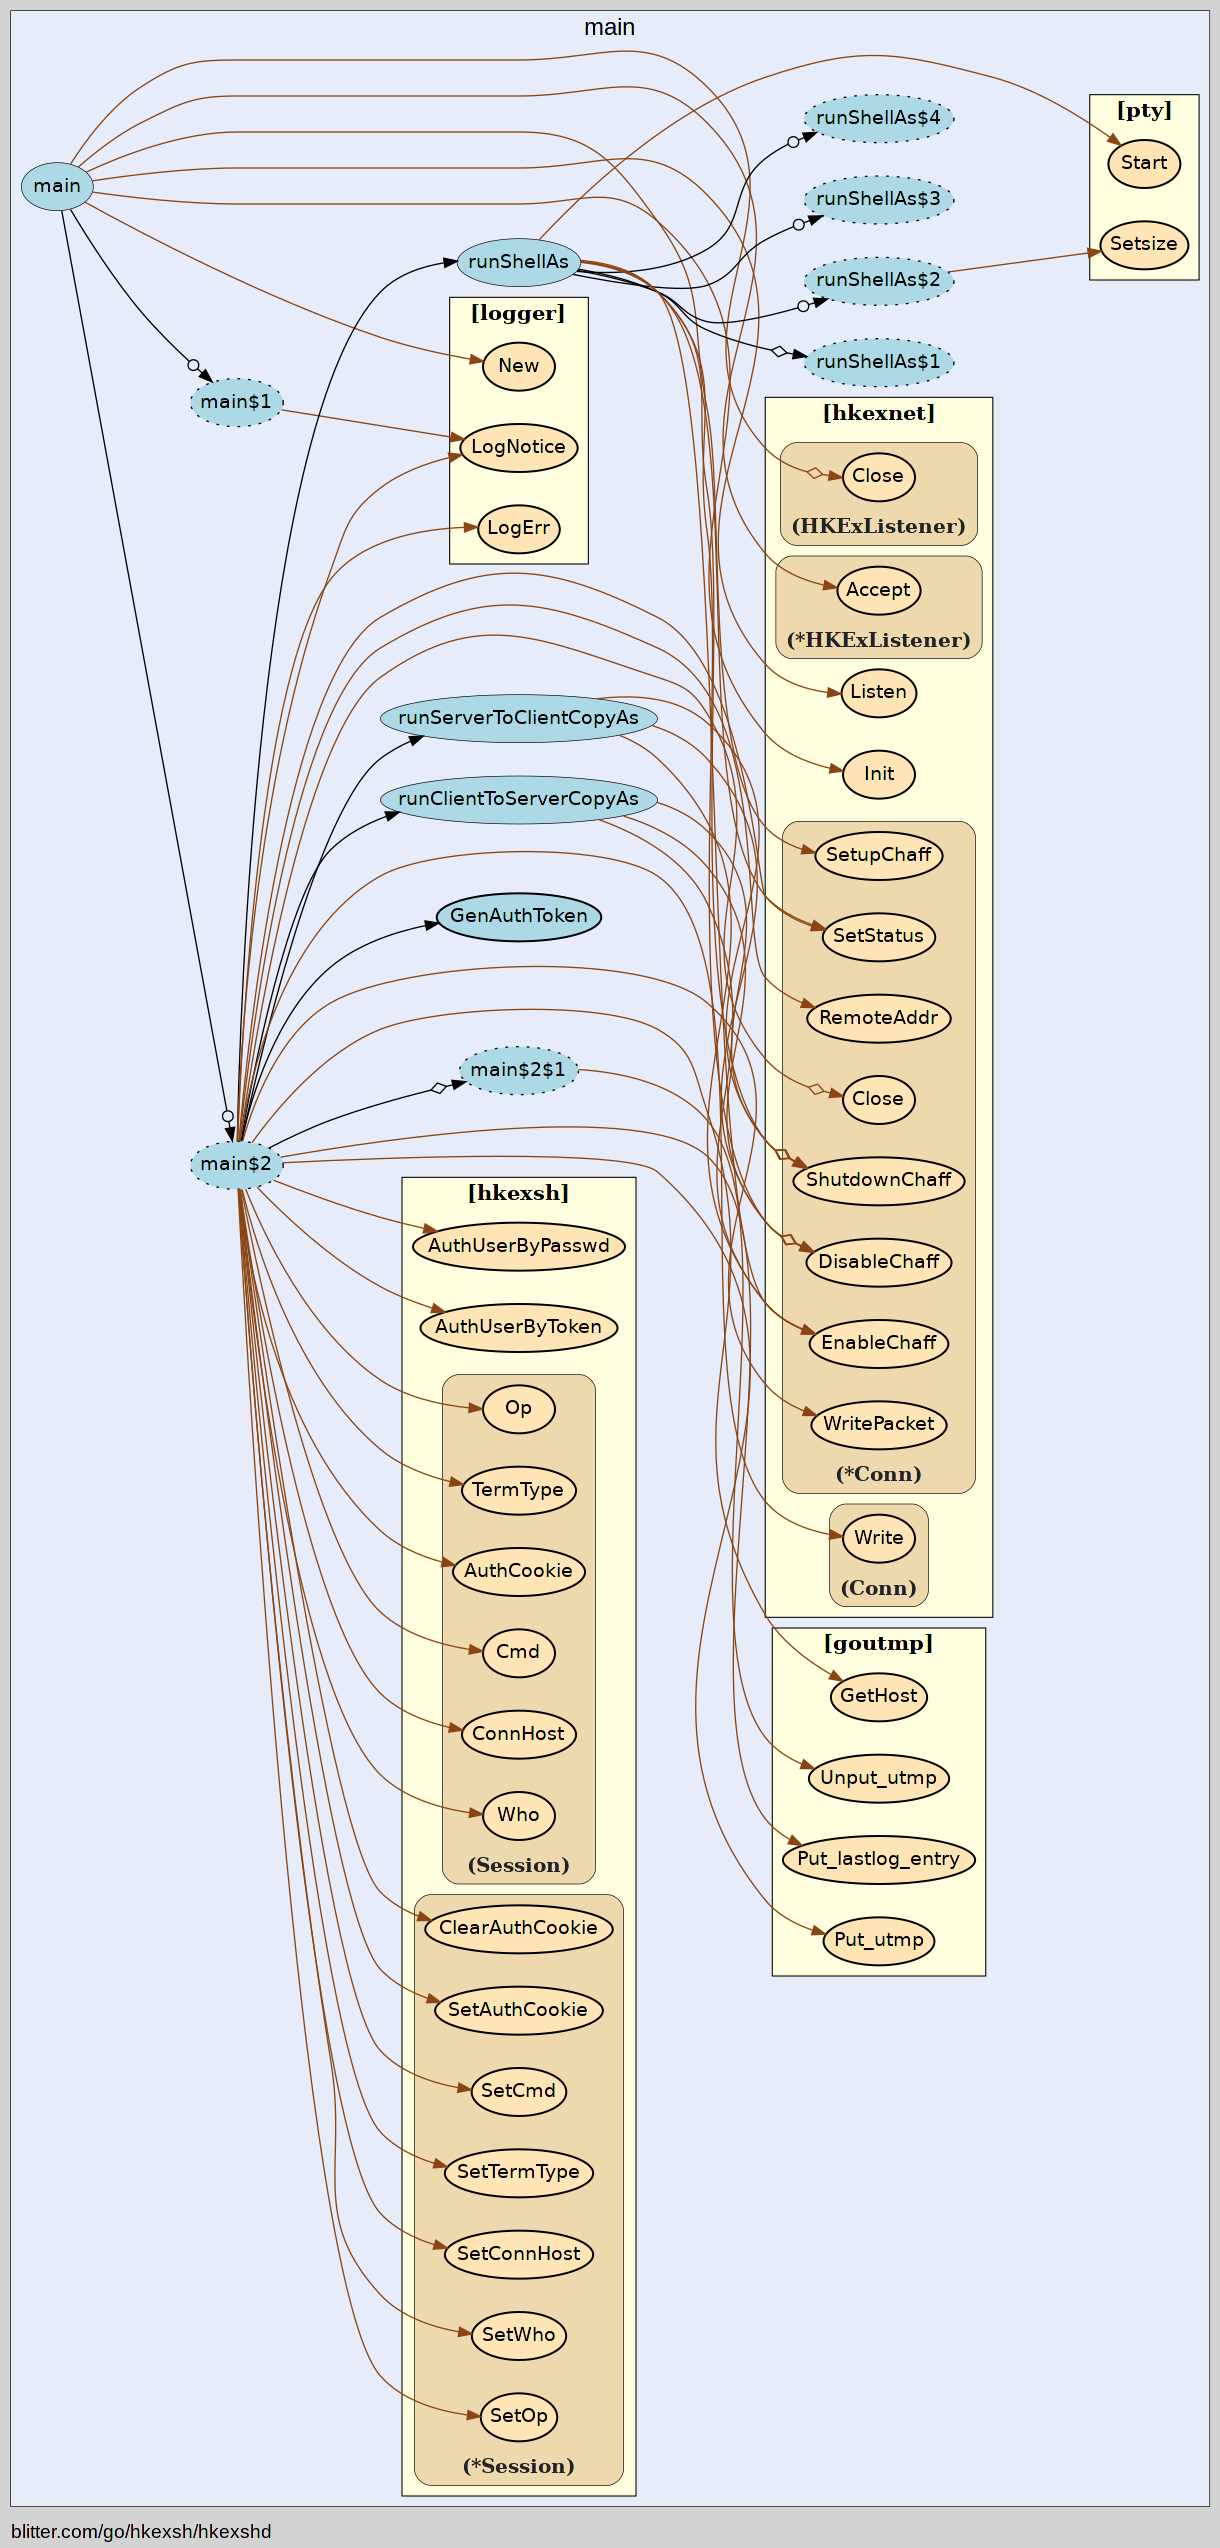 main
main
main$1
main$2
runShellAs
[logger]
New
LogNotice
LogErr
runServerToClientCopyAs
runClientToServerCopyAs
GenAuthToken
main$2$1
[hkexsh]
AuthUserByPasswd
AuthUserByToken
Op
TermType
AuthCookie
Cmd
ConnHost
Who
(Session)
ClearAuthCookie
SetAuthCookie
SetCmd
SetTermType
SetConnHost
SetWho
SetOp
(*Session)
runShellAs$4
runShellAs$3
runShellAs$2
runShellAs$1
[hkexnet]
Close
(HKExListener)
Accept
(*HKExListener)
Listen
Init
SetupChaff
SetStatus
RemoteAddr
Close
ShutdownChaff
DisableChaff
EnableChaff
WritePacket
(*Conn)
Write
(Conn)
[goutmp]
GetHost
Unput_utmp
Put_lastlog_entry
Put_utmp
[pty]
Start
Setsize
blitter.com/go/hkexsh/hkexshd